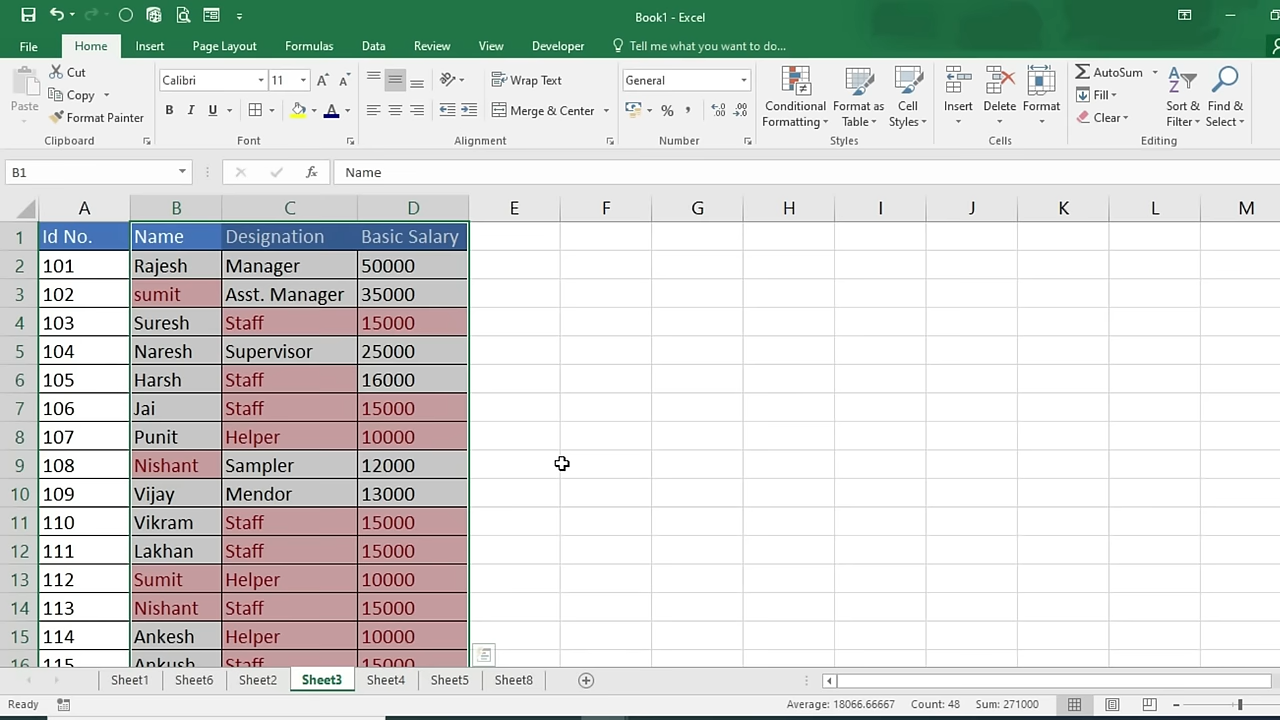 Book1 - Excel
File Home Insert Page Layout Formulas Data Review View Developer Tell me what you want to do...
Paste
Cut
Copy
Format Painter
Clipboard
Calibri 11
B I U
Font
Wrap Text
Merge & Center
Alignment
General
Number
Conditional Formatting
Format as Table
Cell Styles
Styles
Insert Delete Format
Cells
AutoSum
Fill
Clear
Sort & Filter
Find & Select
Editing
B1 fx Name
A B C D E F G H I J K L M
1 Id No. Name Designation Basic Salary
2 101 Rajesh Manager 50000
3 102 sumit Asst. Manager 35000
4 103 Suresh Staff 15000
5 104 Naresh Supervisor 25000
6 105 Harsh Staff 16000
7 106 Jai Staff 15000
8 107 Punit Helper 10000
9 108 Nishant Sampler 12000
10 109 Vijay Mendor 13000
11 110 Vikram Staff 15000
12 111 Lakhan Staff 15000
13 112 Sumit Helper 10000
14 113 Nishant Staff 15000
15 114 Ankesh Helper 10000
16 115 Ankush Staff 15000
Sheet1 Sheet6 Sheet2 Sheet3 Sheet4 Sheet5 Sheet8
Ready Average: 18066.66667 Count: 48 Sum: 271000